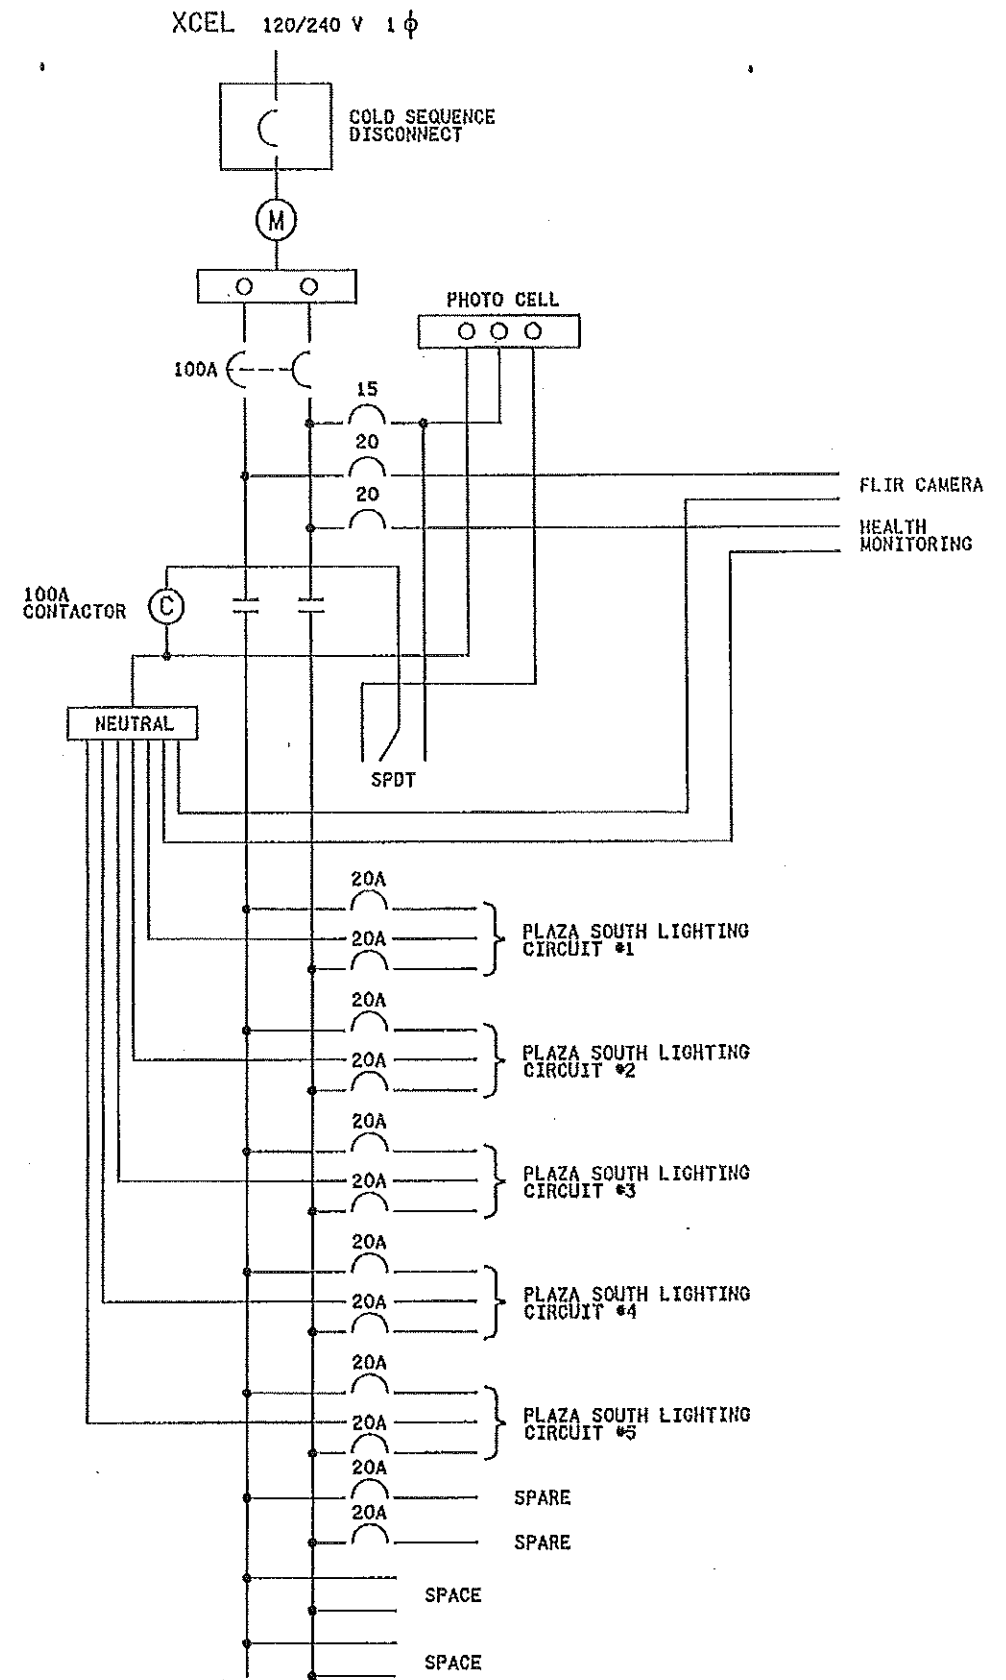 XCEL 120/240 V 1 ϕ
COLD SEQUENCE
DISCONNECT
M
PHOTO CELL
100A
15
20
20
FLIR CAMERA
HEALTH
MONITORING
100A
CONTACTOR
C
NEUTRAL
SPDT
20A
20A
PLAZA SOUTH LIGHTING
CIRCUIT #1
20A
20A
PLAZA SOUTH LIGHTING
CIRCUIT #2
20A
20A
PLAZA SOUTH LIGHTING
CIRCUIT #3
20A
20A
PLAZA SOUTH LIGHTING
CIRCUIT #4
20A
20A
PLAZA SOUTH LIGHTING
CIRCUIT #5
20A
SPARE
20A
SPARE
SPACE
SPACE